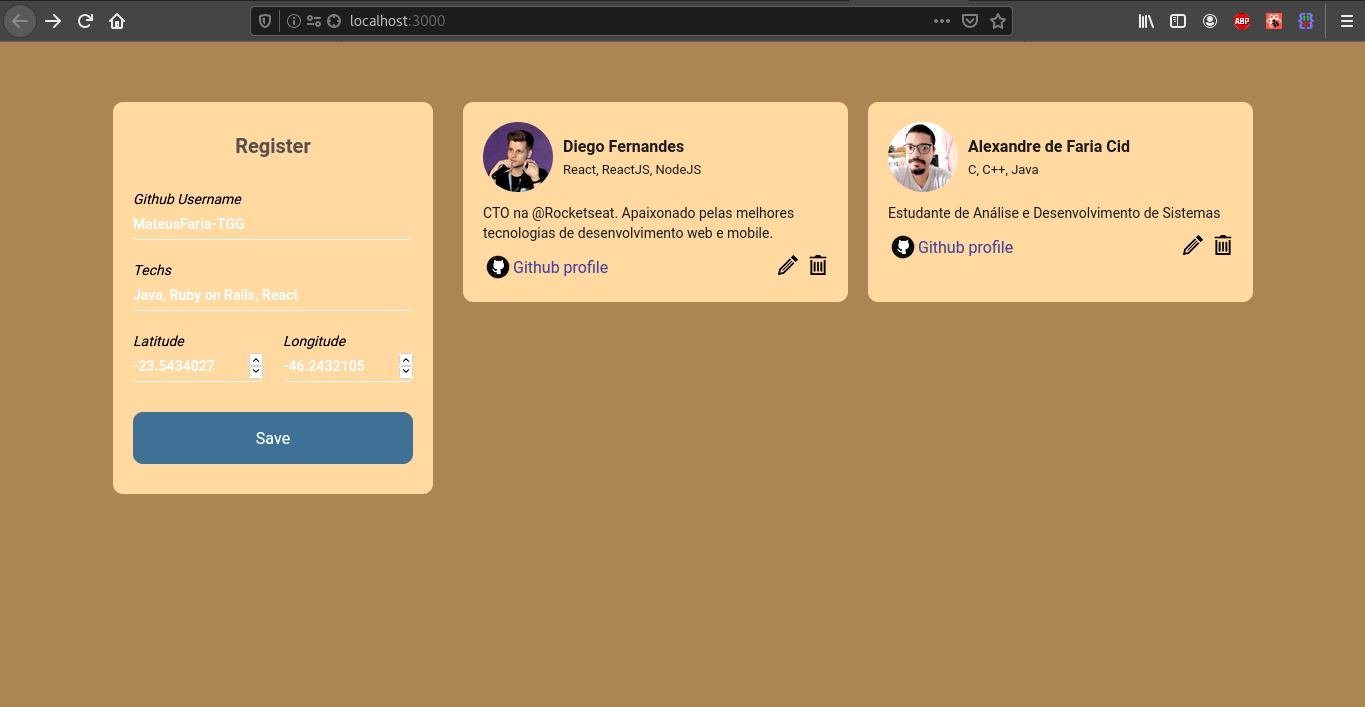 localhost:3000
ABP
Register
Github Username
MateusFaria-TGG
Techs
Java, Ruby on Rails, React
Latitude
Longitude
-23.5434027
-46.2432105
Save
Diego Fernandes
React, ReactJS, NodeJS
CTO na @Rocketseat. Apaixonado pelas melhores
tecnologias de desenvolvimento web e mobile.
Github profile
Alexandre de Faria Cid
C, C++, Java
Estudante de Análise e Desenvolvimento de Sistemas
Github profile